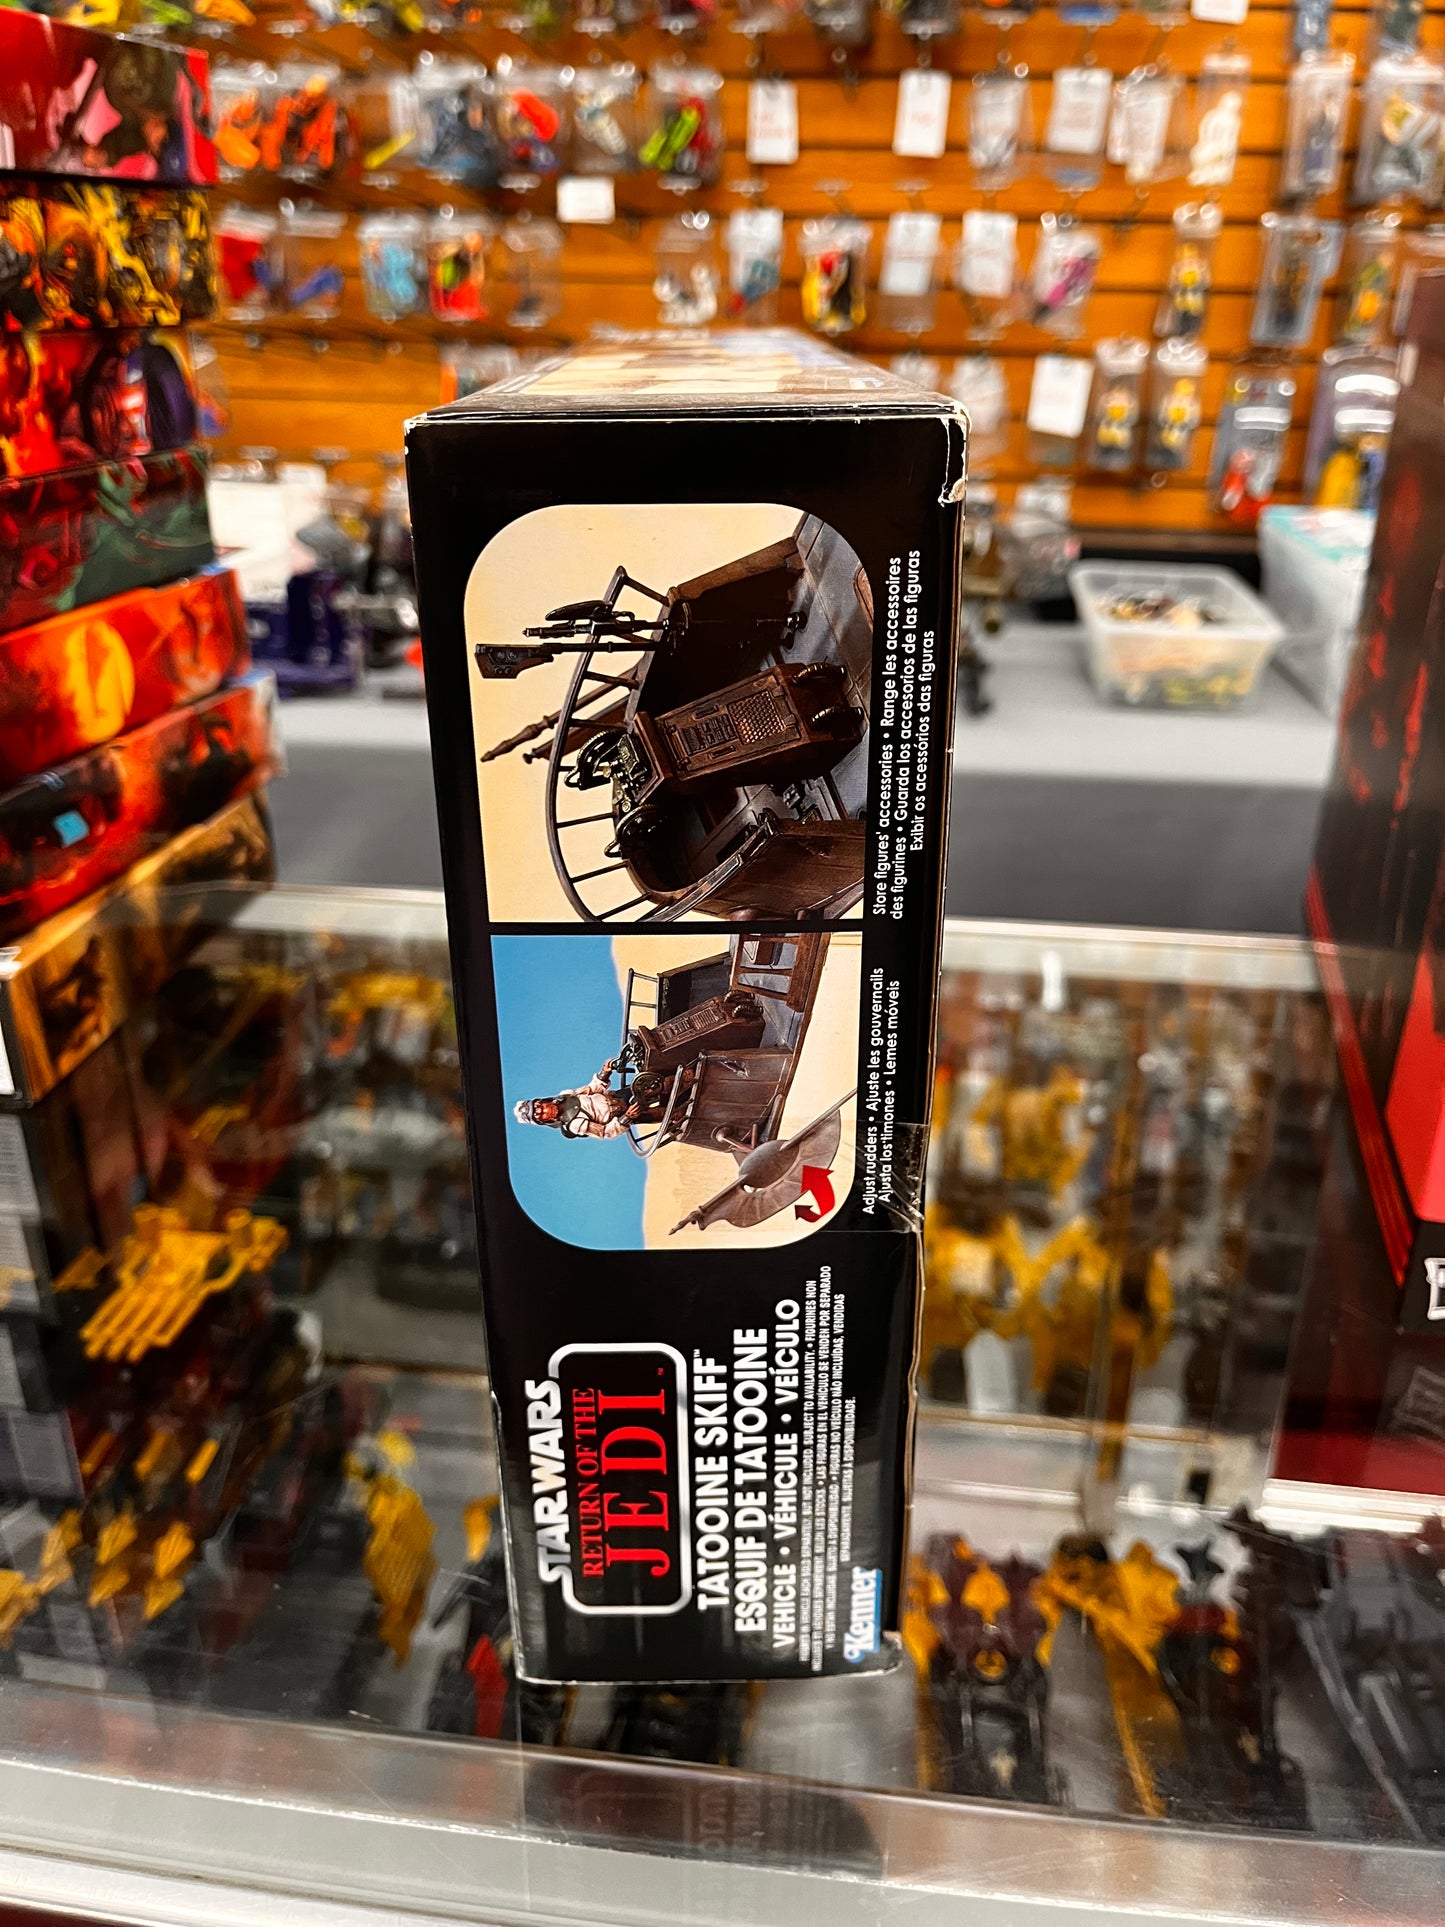 STAR WARS
RETURN OF THE
JEDI
TATOOINE SKIFF™
ESQUIF DE TATOOINE
VEHICLE • VÉHICULE • VEÍCULO
Kenner
Adjust rudders • Ajuste les gouvernails
Ajusta los timones • Lemes móveis
Store figures' accessories • Range les accessoires
des figurines • Guarda los accesorios de las figuras
Exibir os acessórios das figuras